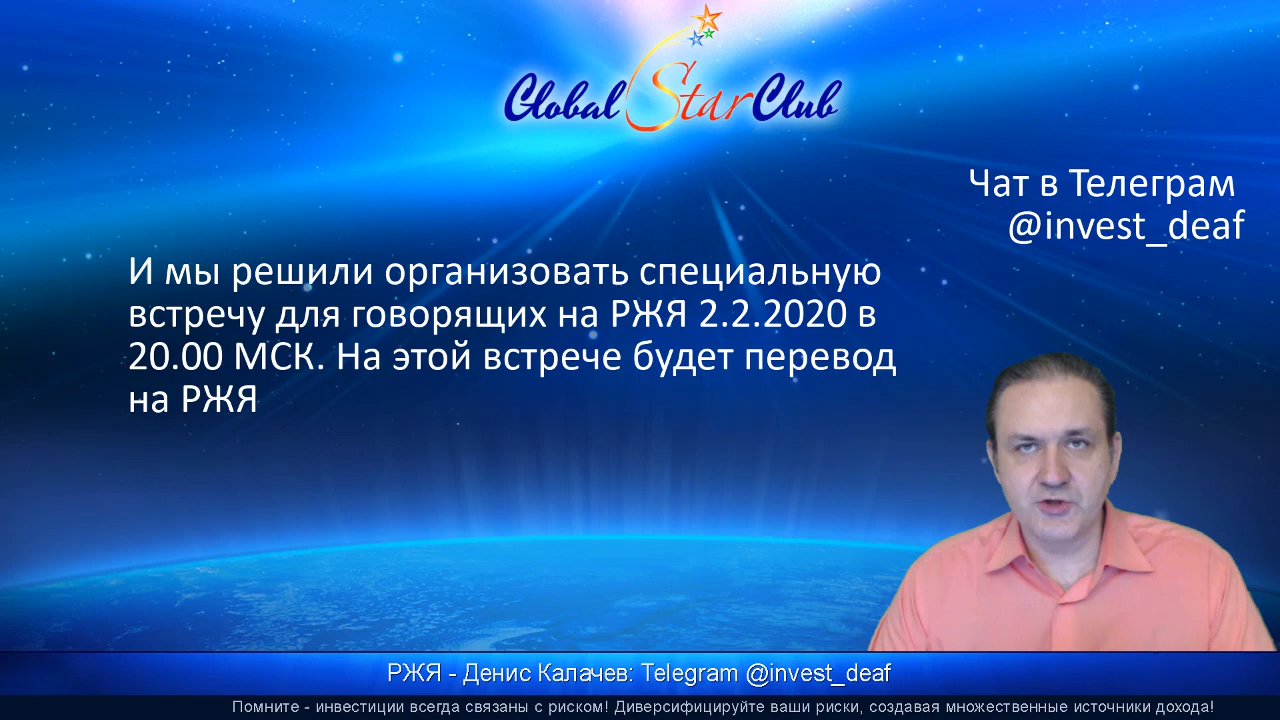 Global Star Club
Чат в Телеграм
@invest_deaf
И мы решили организовать специальную
встречу для говорящих на РЖЯ 2.2.2020 в
20.00 МСК. На этой встрече будет перевод
на РЖЯ
РЖЯ - Денис Калачев: Telegram @invest_deaf
Помните - инвестиции всегда связаны с риском! Диверсифицируйте ваши риски, создавая множественные источники дохода!